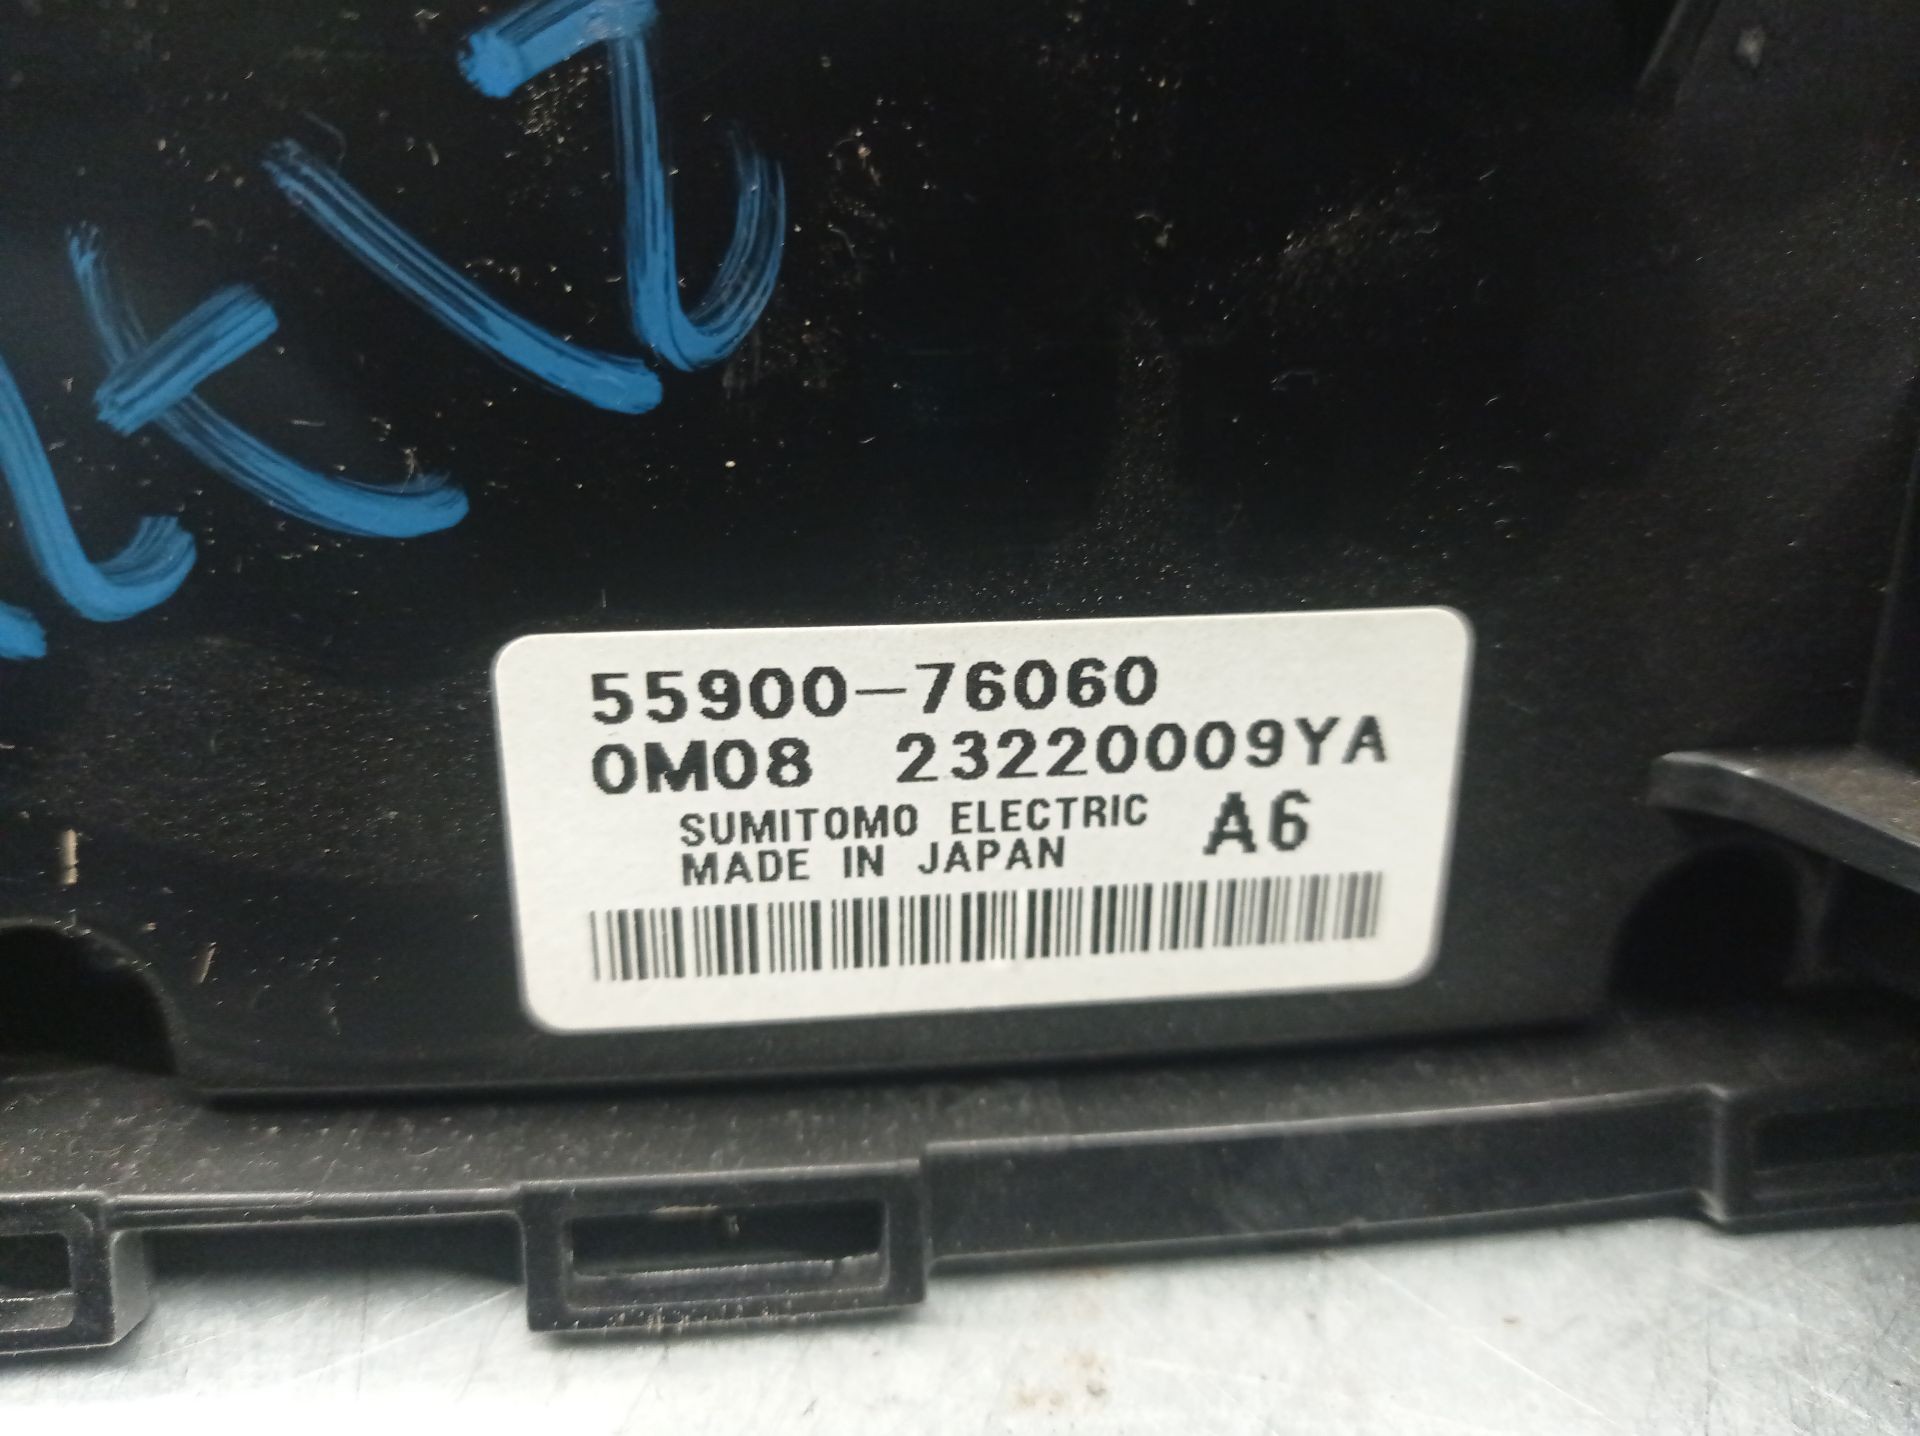 55900-76060
0M08 23220009YA
SUMITOMO ELECTRIC A6
MADE IN JAPAN